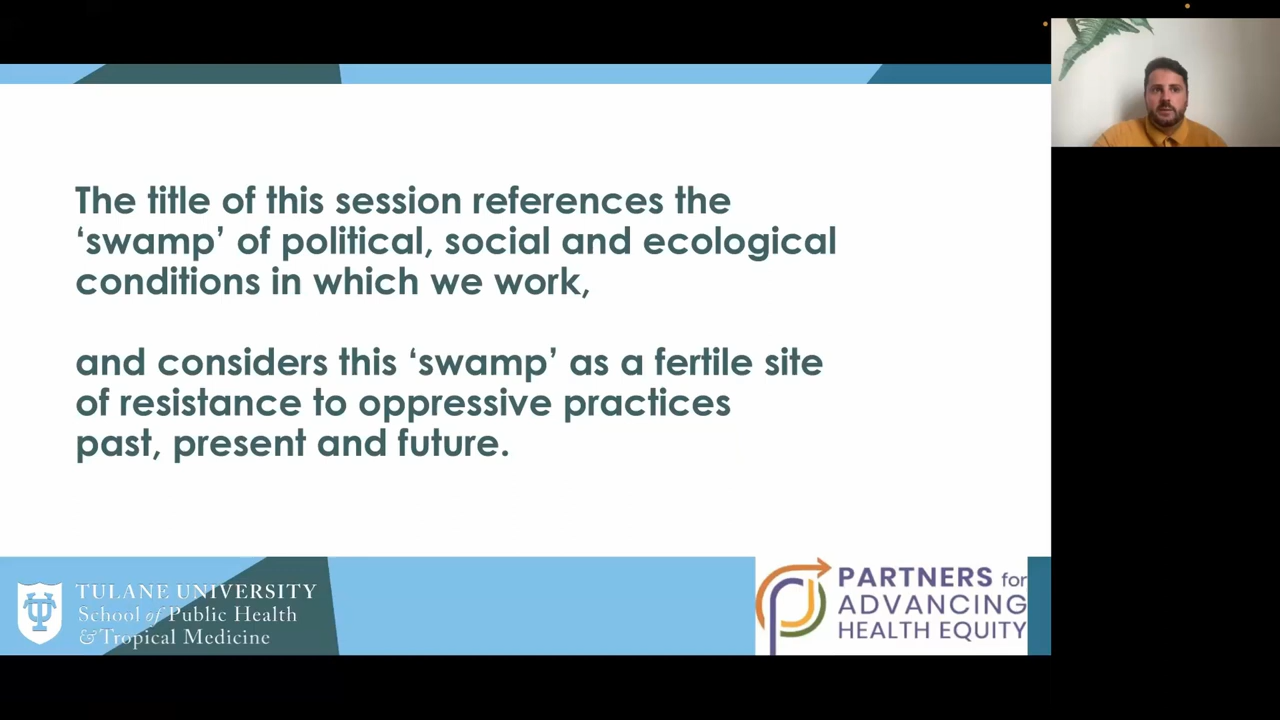 The title of this session references the
‘swamp’ of political, social and ecological
conditions in which we work,
and considers this ‘swamp’ as a fertile site
of resistance to oppressive practices
past, present and future.
TULANE UNIVERSITY
School of Public Health
& Tropical Medicine
PARTNERS for
ADVANCING
HEALTH EQUITY